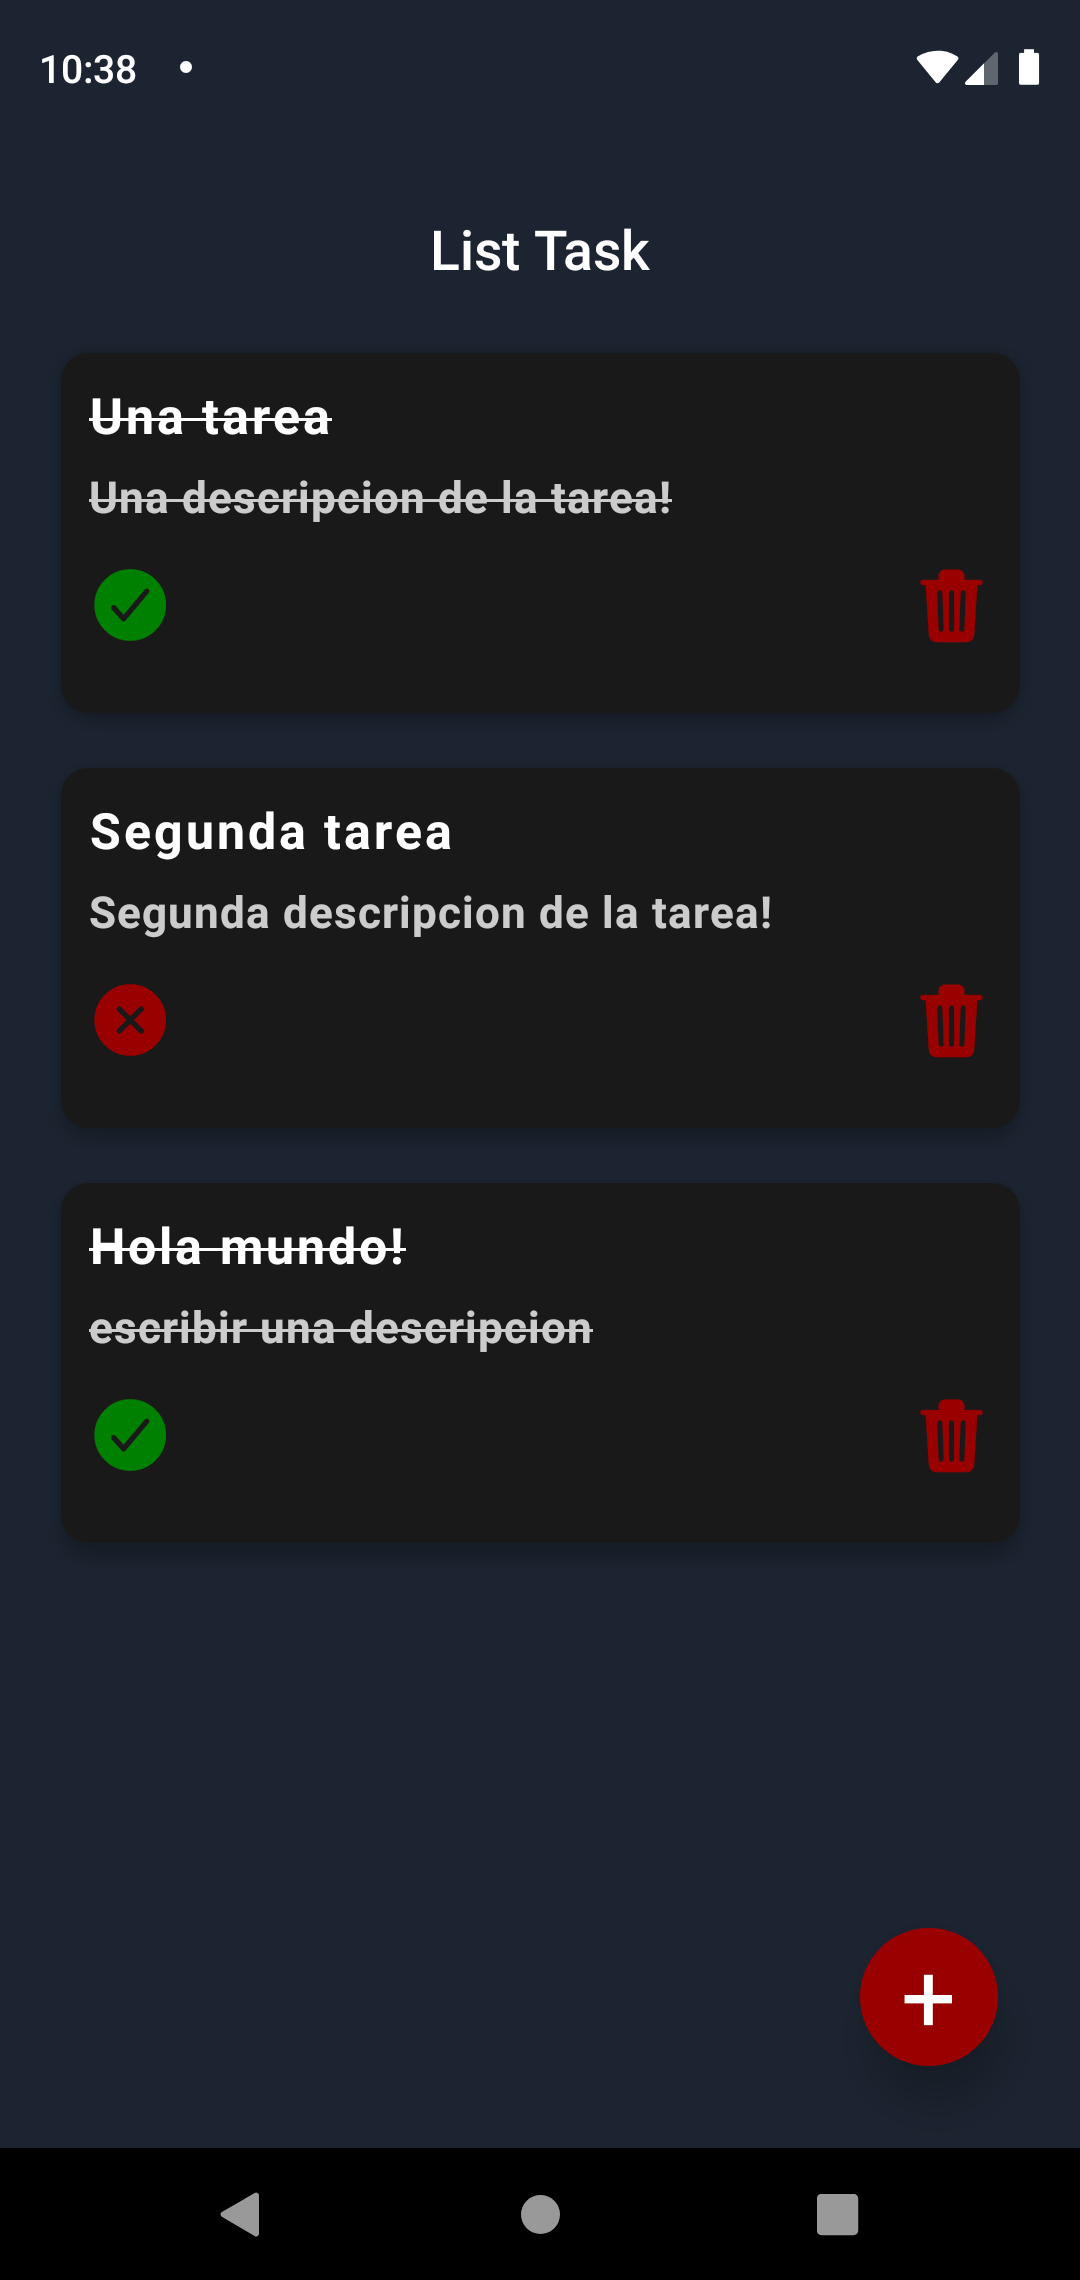 10:38
List Task
Una tarea
Una descripcion de la tarea!
Segunda tarea
Segunda descripcion de la tarea!
Hola mundo!
escribir una descripcion
+